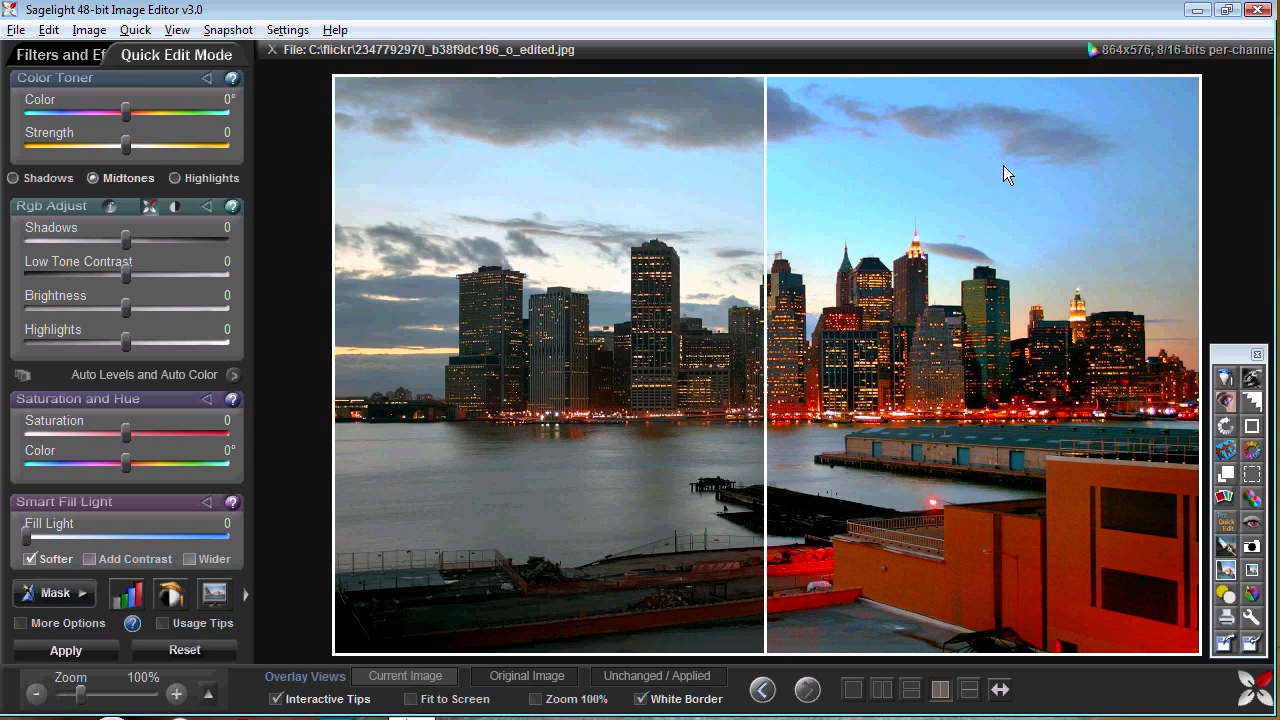 Sagelight 48-bit Image Editor v3.0
File Edit Image Quick View Snapshot Settings Help
Filters and Ef Quick Edit Mode
X File: C:\flickr\2347792970_b38f9dc196_o_edited.jpg
864x576, 8/16-bits per-channe
Color Toner
Color 0°
Strength 0
Shadows Midtones Highlights
Rgb Adjust
Shadows 0
Low Tone Contrast 0
Brightness 0
Highlights 0
Auto Levels and Auto Color
Saturation and Hue
Saturation 0
Color 0°
Smart Fill Light
Fill Light 0
Softer Add Contrast Wider
Mask
More Options ? Usage Tips
Apply Reset
Zoom 100%
Overlay Views Current Image Original Image Unchanged / Applied
Interactive Tips Fit to Screen Zoom 100% White Border
Quick
Edit